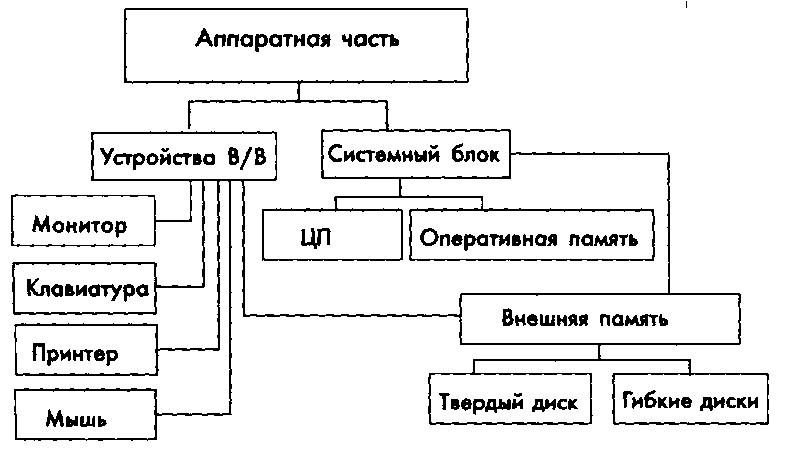 Аппаратная часть
Устройства В/В
Системный блок
Монитор
ЦП
Оперативная память
Клавиатура
Внешняя память
Принтер
Твердый диск
Гибкие диски
Мышь